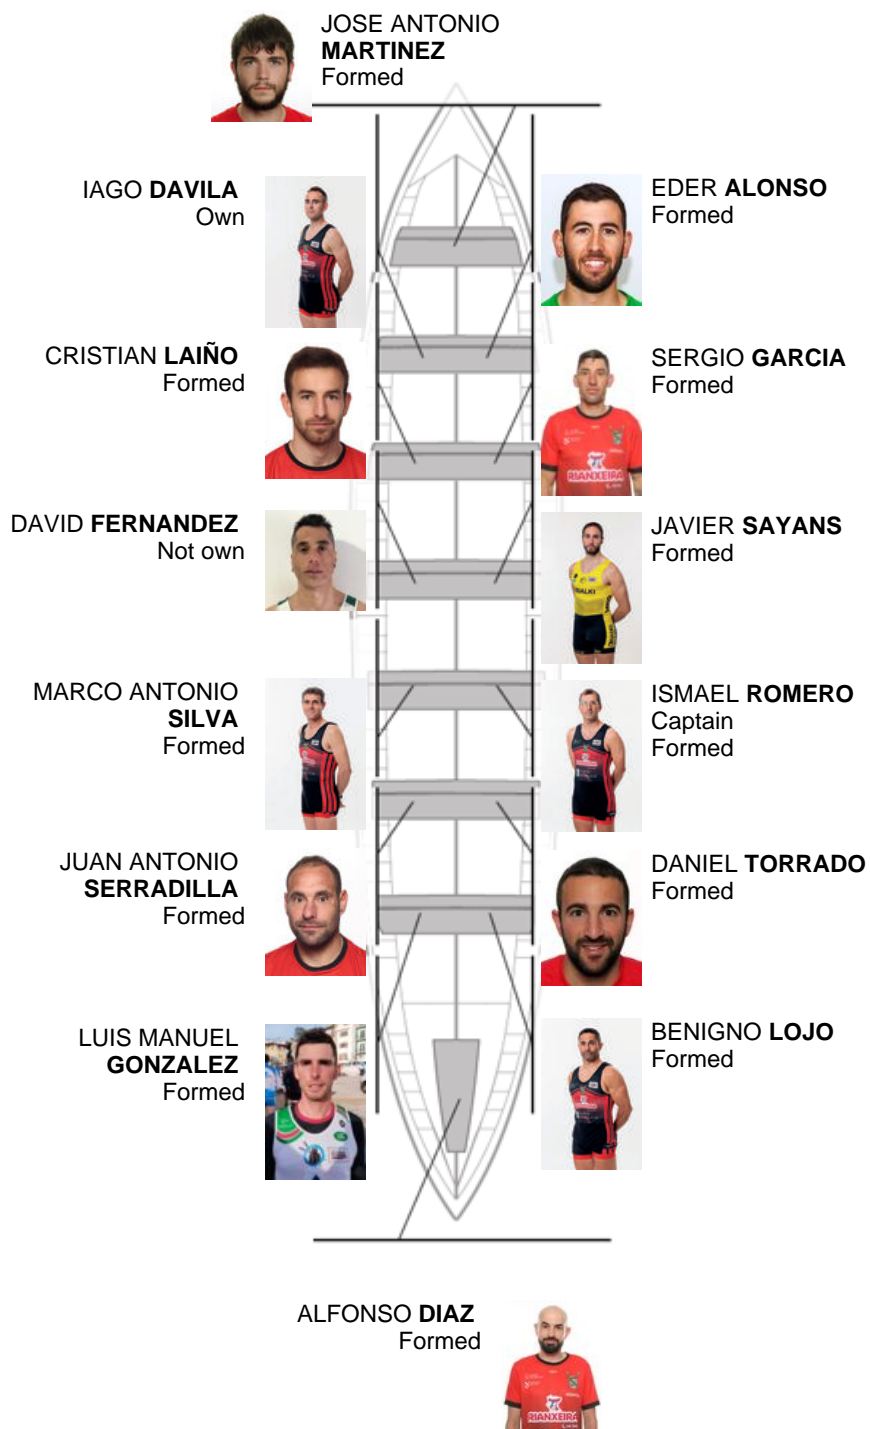 JOSE ANTONIO
MARTINEZ
Formed
IAGO DAVILA
Own
EDER ALONSO
Formed
CRISTIAN LAIÑO
Formed
SERGIO GARCIA
Formed
RIANXEIRA
DAVID FERNANDEZ
Not own
JAVIER SAYANS
Formed
MARCO ANTONIO
SILVA
Formed
ISMAEL ROMERO
Captain
Formed
JUAN ANTONIO
SERRADILLA
Formed
DANIEL TORRADO
Formed
LUIS MANUEL
GONZALEZ
Formed
BENIGNO LOJO
Formed
ALFONSO DIAZ
Formed
RIANXEIRA